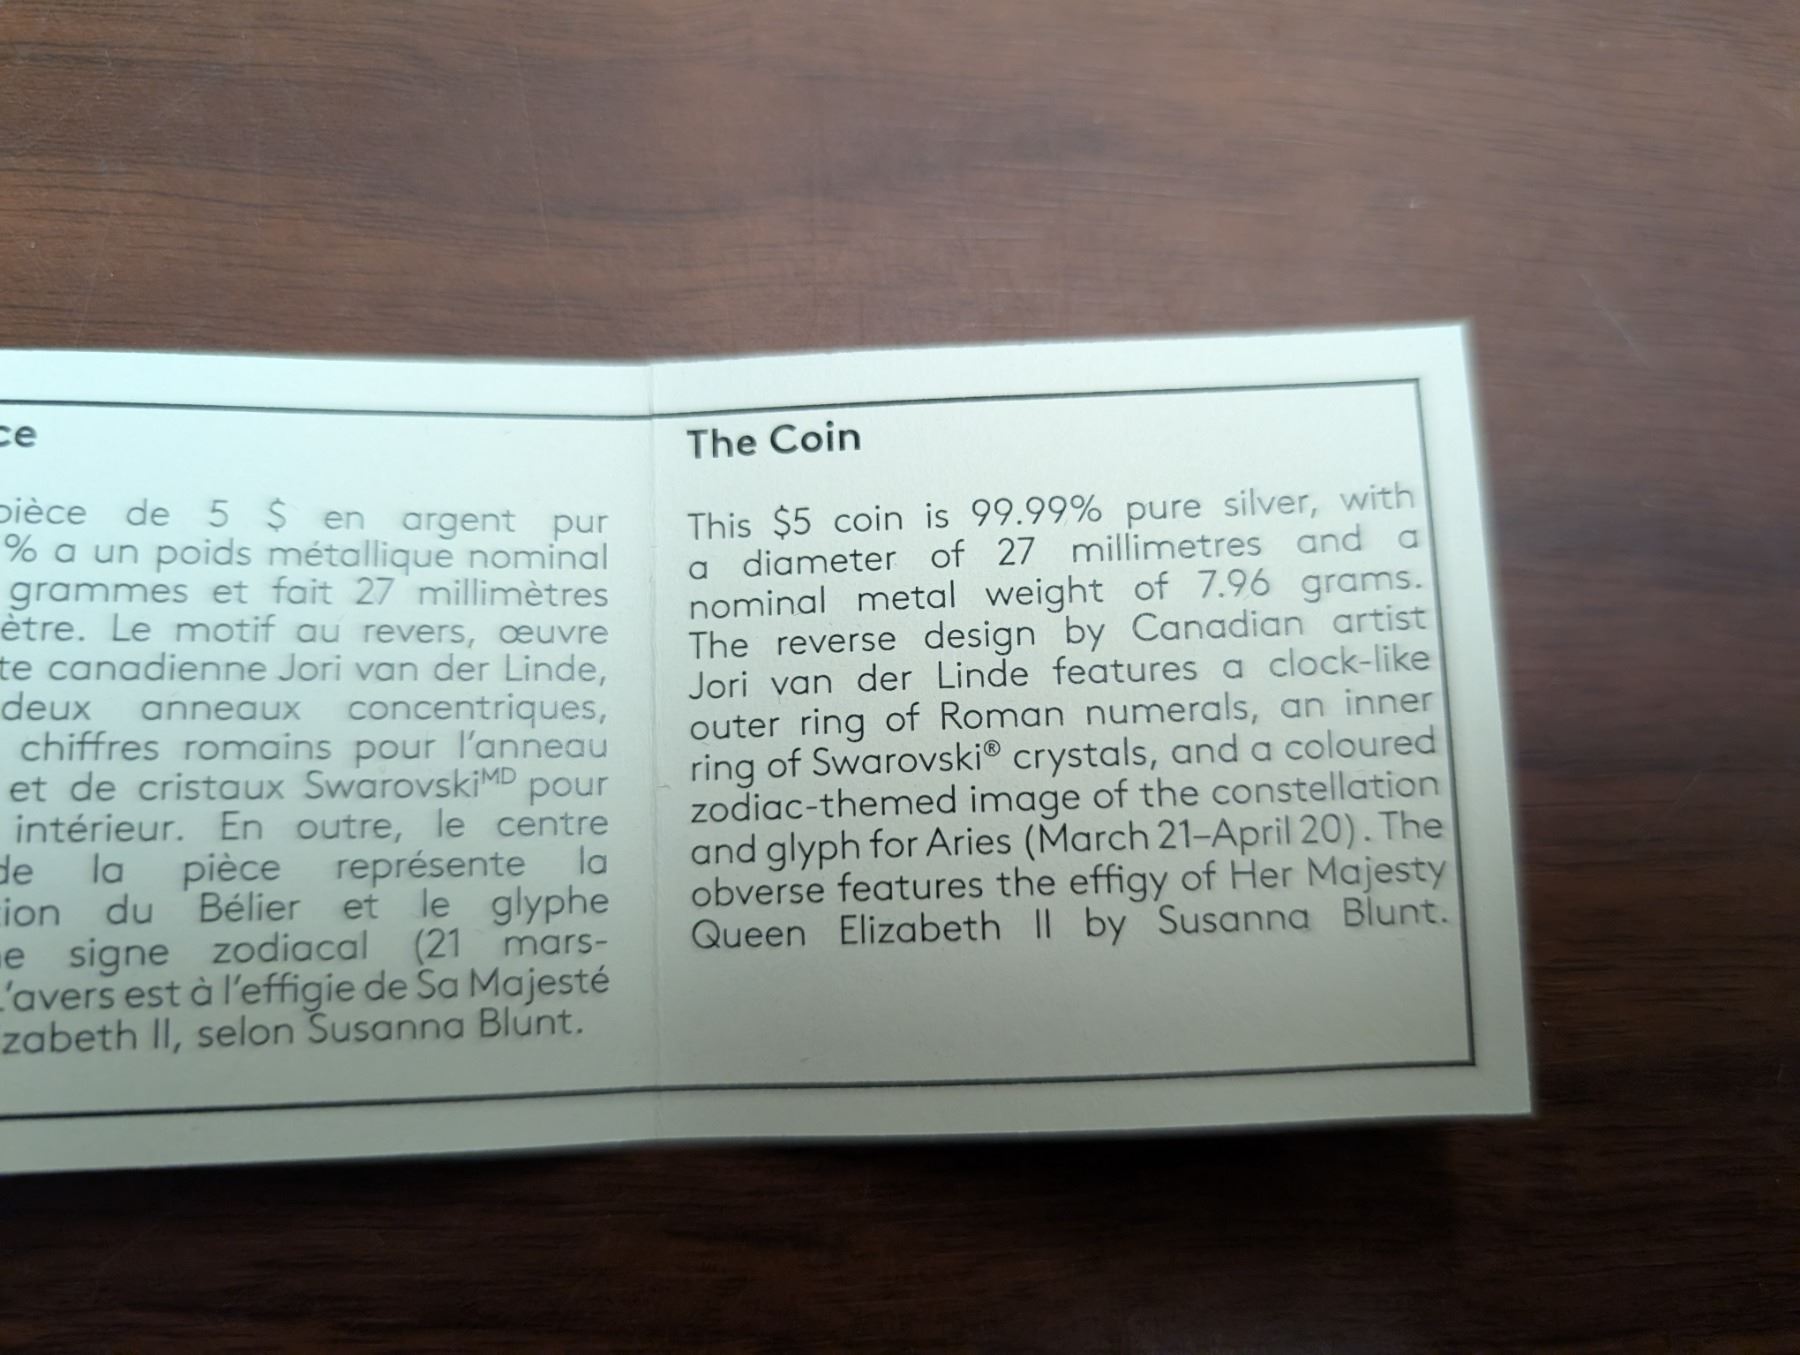 ce
pièce de 5 $ en argent pur
% a un poids métallique nominal
grammes et fait 27 millimètres
ètre. Le motif au revers, œuvre
te canadienne Jori van der Linde,
deux anneaux concentriques,
chiffres romains pour l'anneau
et de cristaux Swarovski^MD pour
intérieur. En outre, le centre
de la pièce représente la
tion du Bélier et le glyphe
e signe zodiacal (21 mars-
L'avers est à l'effigie de Sa Majesté
zabeth II, selon Susanna Blunt.
The Coin
This $5 coin is 99.99% pure silver, with
a diameter of 27 millimetres and a
nominal metal weight of 7.96 grams.
The reverse design by Canadian artist
Jori van der Linde features a clock-like
outer ring of Roman numerals, an inner
ring of Swarovski® crystals, and a coloured
zodiac-themed image of the constellation
and glyph for Aries (March 21–April 20). The
obverse features the effigy of Her Majesty
Queen Elizabeth II by Susanna Blunt.